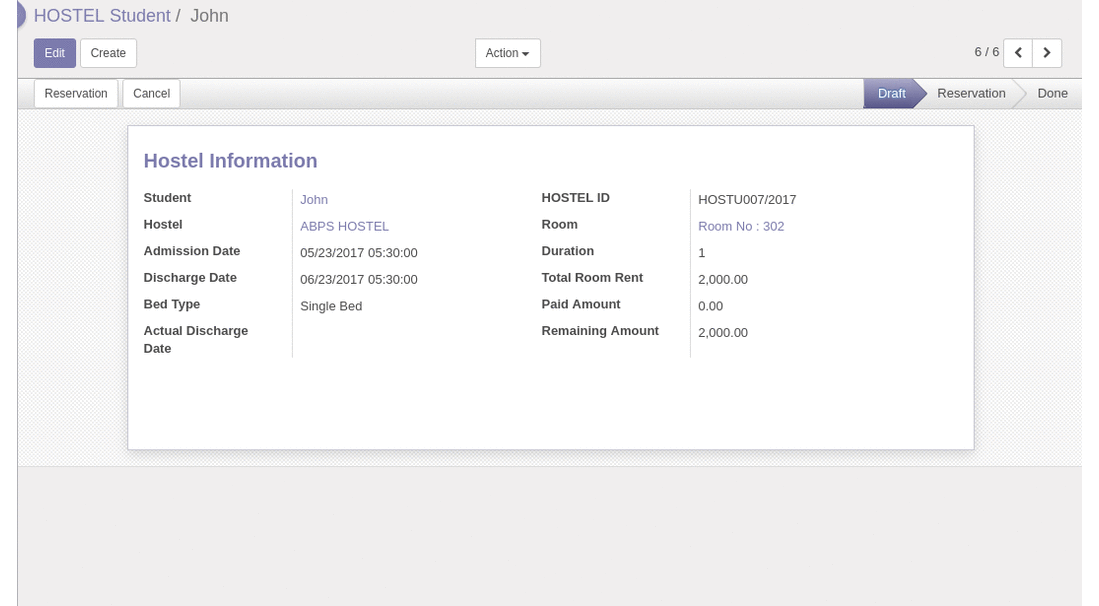 HOSTEL Student / John
Edit Create Action 6 / 6
Reservation Cancel Draft Reservation Done
Hostel Information
Student John HOSTEL ID HOSTU007/2017
Hostel ABPS HOSTEL Room Room No : 302
Admission Date 05/23/2017 05:30:00 Duration 1
Discharge Date 06/23/2017 05:30:00 Total Room Rent 2,000.00
Bed Type Single Bed Paid Amount 0.00
Actual Discharge Remaining Amount 2,000.00
Date